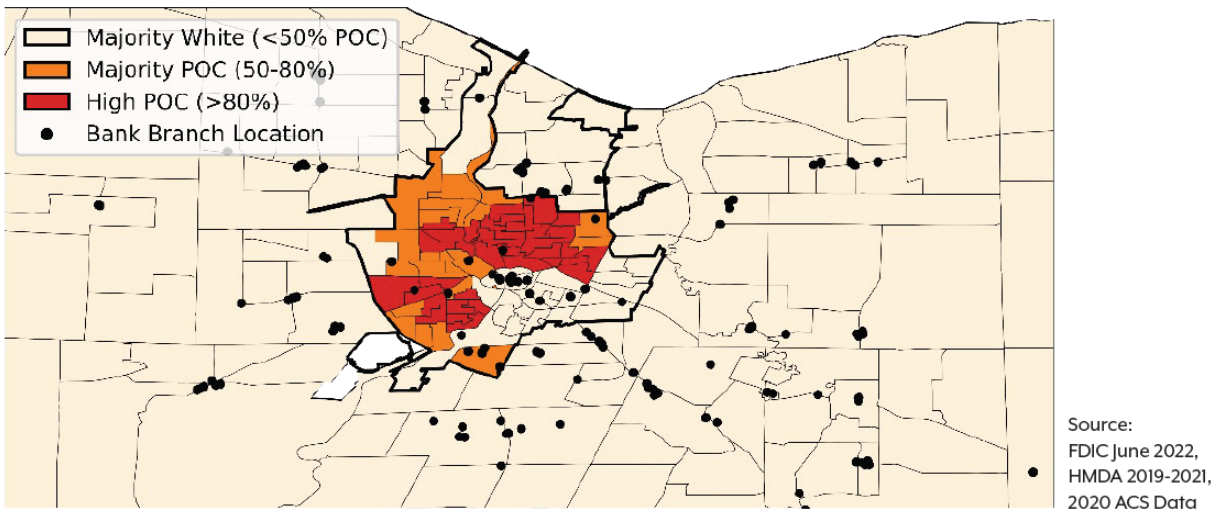 Majority White (<50% POC)
Majority POC (50-80%)
High POC (>80%)
Bank Branch Location
Source:
FDIC June 2022,
HMDA 2019-2021,
2020 ACS Data